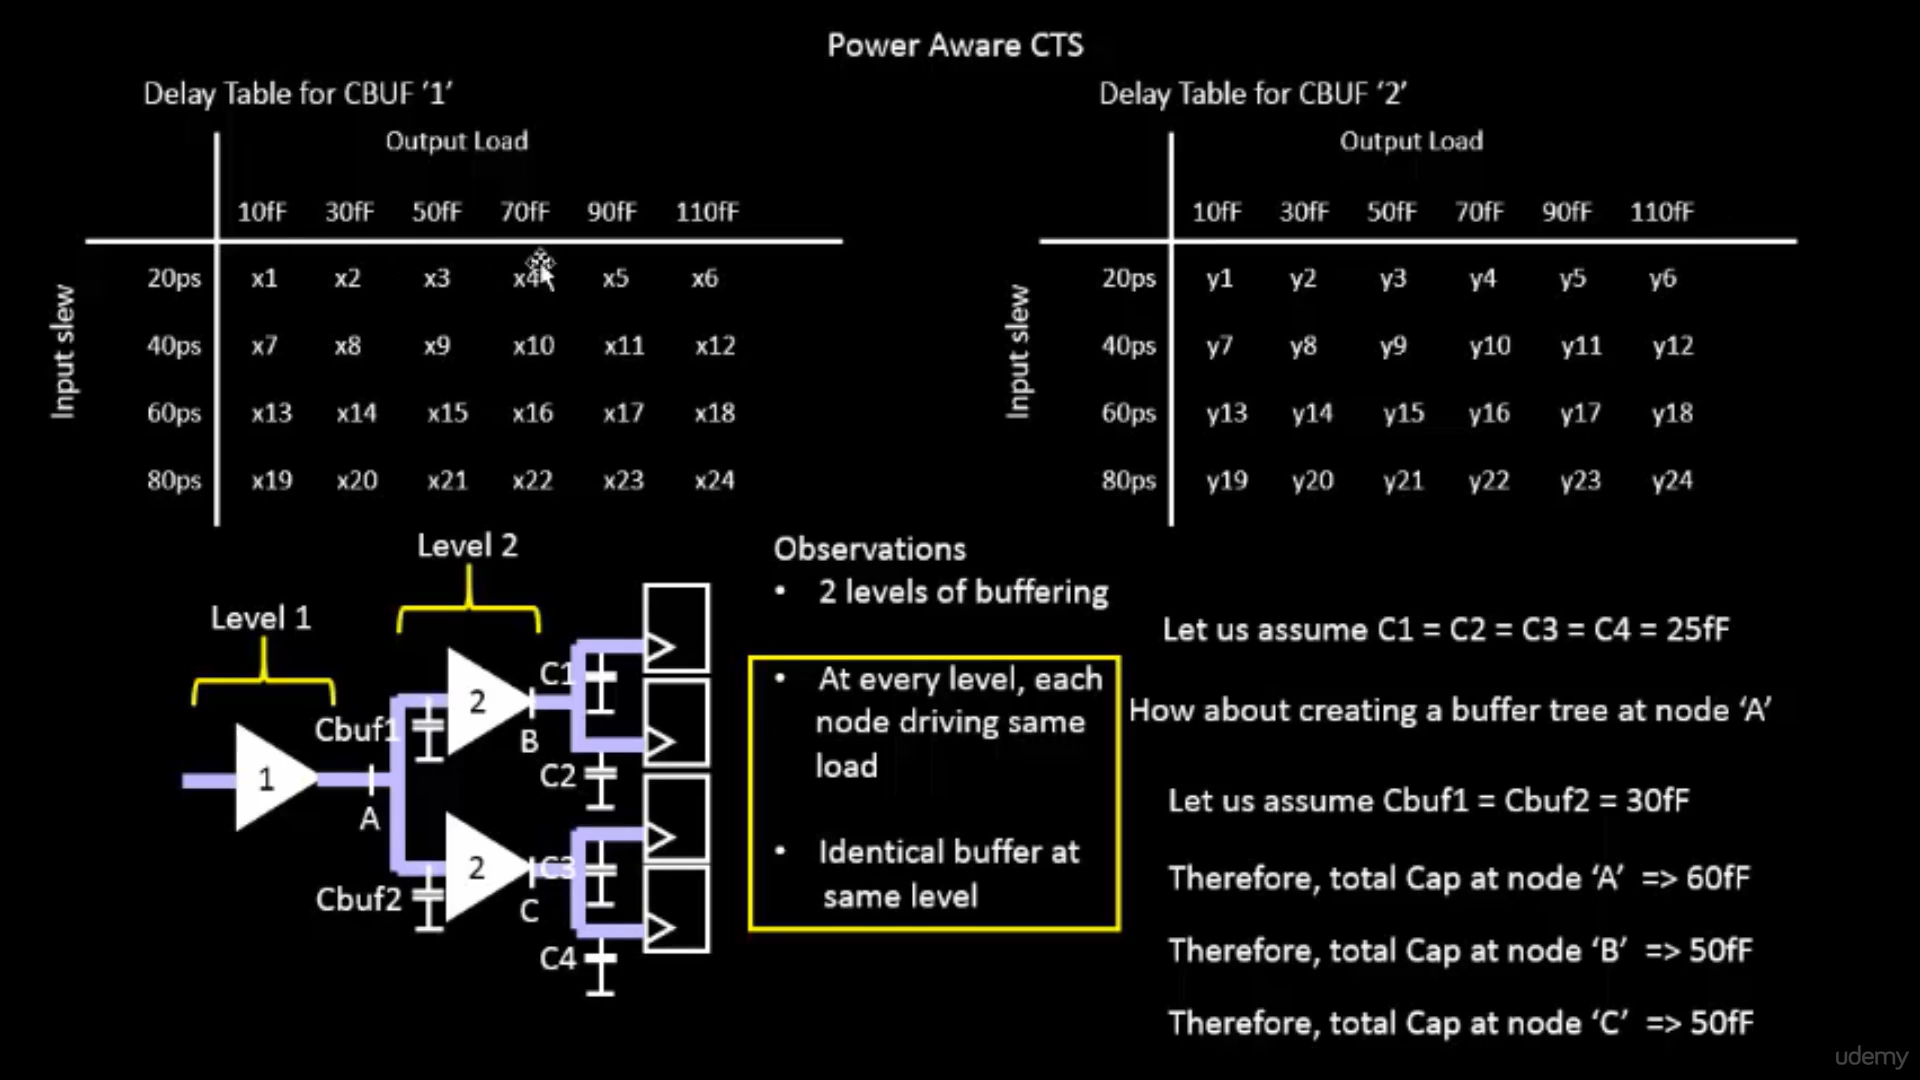 Power Aware CTS
Delay Table for CBUF ‘1’
Output Load
10fF 30fF 50fF 70fF 90fF 110fF
Input slew
20ps x1 x2 x3 x4 x5 x6
40ps x7 x8 x9 x10 x11 x12
60ps x13 x14 x15 x16 x17 x18
80ps x19 x20 x21 x22 x23 x24
Delay Table for CBUF ‘2’
Output Load
10fF 30fF 50fF 70fF 90fF 110fF
Input slew
20ps y1 y2 y3 y4 y5 y6
40ps y7 y8 y9 y10 y11 y12
60ps y13 y14 y15 y16 y17 y18
80ps y19 y20 y21 y22 y23 y24
Level 2
Level 1
C1
Cbuf1
2
B
1
C2
A
C3
2
Cbuf2
C
C4
Observations
• 2 levels of buffering
• At every level, each
node driving same
load
• Identical buffer at
same level
Let us assume C1 = C2 = C3 = C4 = 25fF
How about creating a buffer tree at node ‘A’
Let us assume Cbuf1 = Cbuf2 = 30fF
Therefore, total Cap at node ‘A’ => 60fF
Therefore, total Cap at node ‘B’ => 50fF
Therefore, total Cap at node ‘C’ => 50fF
udemy